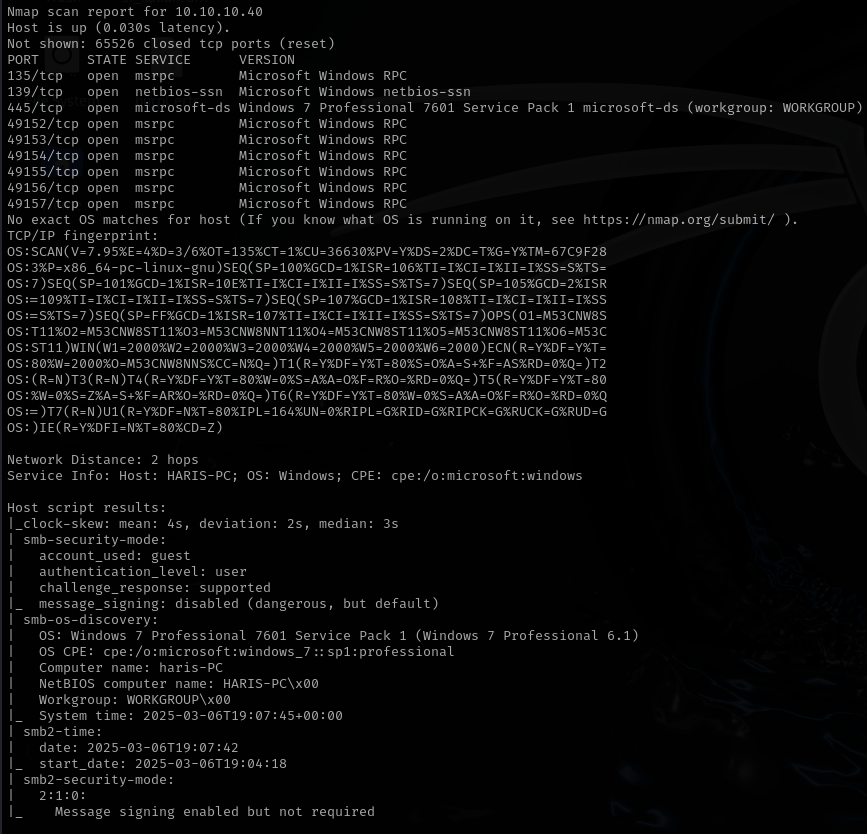 Nmap scan report for 10.10.10.40
Host is up (0.030s latency).
Not shown: 65526 closed tcp ports (reset)
PORT      STATE SERVICE      VERSION
135/tcp   open  msrpc        Microsoft Windows RPC
139/tcp   open  netbios-ssn  Microsoft Windows netbios-ssn
445/tcp   open  microsoft-ds Windows 7 Professional 7601 Service Pack 1 microsoft-ds (workgroup: WORKGROUP)
49152/tcp open  msrpc        Microsoft Windows RPC
49153/tcp open  msrpc        Microsoft Windows RPC
49154/tcp open  msrpc        Microsoft Windows RPC
49155/tcp open  msrpc        Microsoft Windows RPC
49156/tcp open  msrpc        Microsoft Windows RPC
49157/tcp open  msrpc        Microsoft Windows RPC
No exact OS matches for host (If you know what OS is running on it, see https://nmap.org/submit/ ).
TCP/IP fingerprint:
OS:SCAN(V=7.95%E=4%D=3/6%OT=135%CT=1%CU=36630%PV=Y%DS=2%DC=T%G=Y%TM=67C9F28
OS:3%P=x86_64-pc-linux-gnu)SEQ(SP=100%GCD=1%ISR=106%TI=I%CI=I%II=I%SS=S%TS=
OS:7)SEQ(SP=101%GCD=1%ISR=10E%TI=I%CI=I%II=I%SS=S%TS=7)SEQ(SP=105%GCD=2%ISR
OS:=109%TI=I%CI=I%II=I%SS=S%TS=7)SEQ(SP=107%GCD=1%ISR=108%TI=I%CI=I%II=I%SS
OS:=S%TS=7)SEQ(SP=FF%GCD=1%ISR=107%TI=I%CI=I%II=I%SS=S%TS=7)OPS(O1=M53CNW8S
OS:T11%O2=M53CNW8ST11%O3=M53CNW8NNT11%O4=M53CNW8ST11%O5=M53CNW8ST11%O6=M53C
OS:ST11)WIN(W1=2000%W2=2000%W3=2000%W4=2000%W5=2000%W6=2000)ECN(R=Y%DF=Y%T=
OS:80%W=2000%O=M53CNW8NNS%CC=N%Q=)T1(R=Y%DF=Y%T=80%S=O%A=S+%F=AS%RD=0%Q=)T2
OS:(R=N)T3(R=N)T4(R=Y%DF=Y%T=80%W=0%S=A%A=O%F=R%O=%RD=0%Q=)T5(R=Y%DF=Y%T=80
OS:%W=0%S=Z%A=S+%F=AR%O=%RD=0%Q=)T6(R=Y%DF=Y%T=80%W=0%S=A%A=O%F=R%O=%RD=0%Q
OS:=)T7(R=N)U1(R=Y%DF=N%T=80%IPL=164%UN=0%RIPL=G%RID=G%RIPCK=G%RUCK=G%RUD=G
OS:)IE(R=Y%DFI=N%T=80%CD=Z)

Network Distance: 2 hops
Service Info: Host: HARIS-PC; OS: Windows; CPE: cpe:/o:microsoft:windows

Host script results:
|_clock-skew: mean: 4s, deviation: 2s, median: 3s
| smb-security-mode:
|   account_used: guest
|   authentication_level: user
|   challenge_response: supported
|_  message_signing: disabled (dangerous, but default)
| smb-os-discovery:
|   OS: Windows 7 Professional 7601 Service Pack 1 (Windows 7 Professional 6.1)
|   OS CPE: cpe:/o:microsoft:windows_7::sp1:professional
|   Computer name: haris-PC
|   NetBIOS computer name: HARIS-PC\x00
|   Workgroup: WORKGROUP\x00
|_  System time: 2025-03-06T19:07:45+00:00
| smb2-time:
|   date: 2025-03-06T19:07:42
|_  start_date: 2025-03-06T19:04:18
| smb2-security-mode:
|   2:1:0:
|_    Message signing enabled but not required